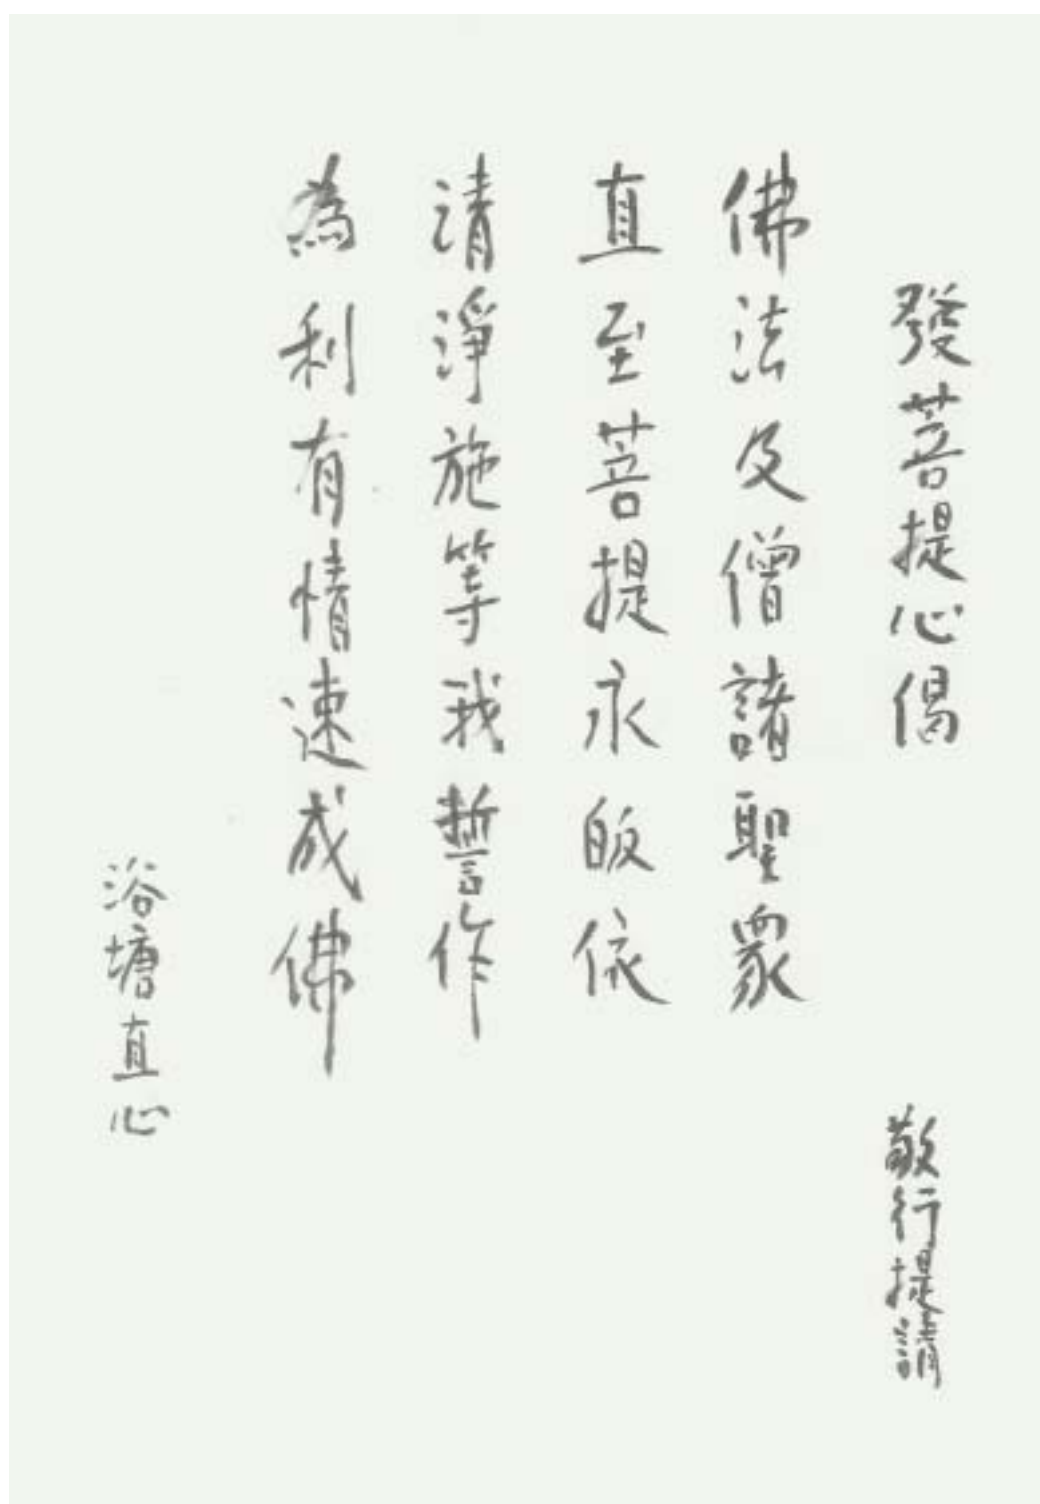 發菩提心偈
敬行提請
佛法及僧諸聖眾
直至菩提永皈依
清淨施等我誓作
為利有情速成佛
浴塘直心